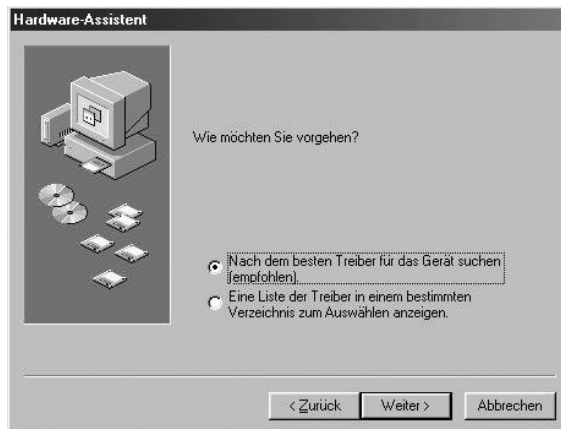 Hardware-Assistent
Wie möchten Sie vorgehen?
Nach dem besten Treiber für das Gerät suchen
(empfohlen).
Eine Liste der Treiber in einem bestimmten
Verzeichnis zum Auswählen anzeigen.
< Zurück Weiter > Abbrechen